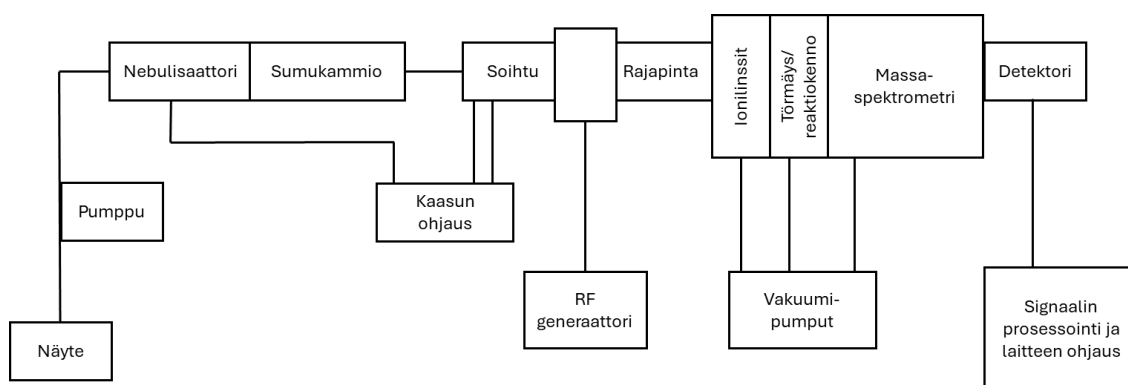 Nebulisaattori
Sumukammio
Soihtu
Rajapinta
Ionilinssit
Törmäys/
reaktiokenno
Massa-
spektrometri
Detektori
Pumppu
Kaasun
ohjaus
RF
generaattori
Vakuumi-
pumput
Signaalin
prosessointi ja
laitteen ohjaus
Näyte